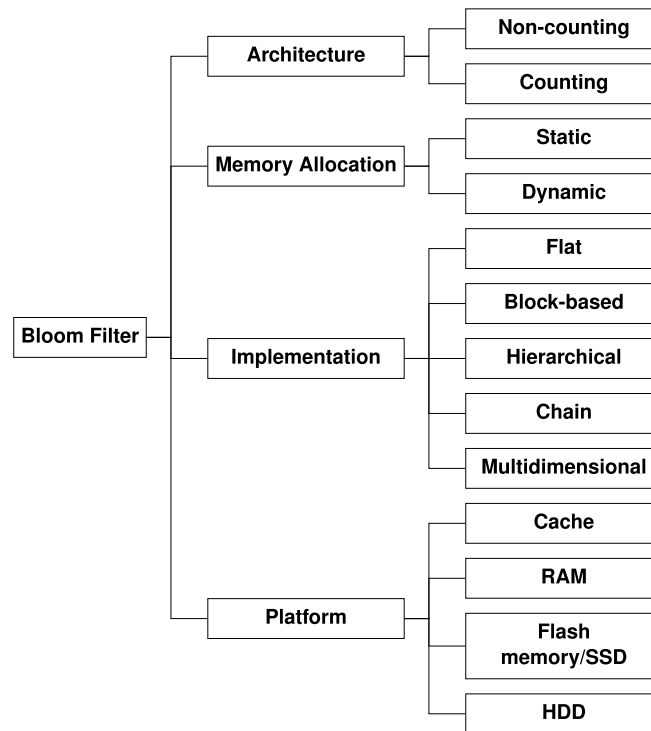 Bloom Filter
Architecture
Non-counting
Counting
Memory Allocation
Static
Dynamic
Implementation
Flat
Block-based
Hierarchical
Chain
Multidimensional
Platform
Cache
RAM
Flash
memory/SSD
HDD